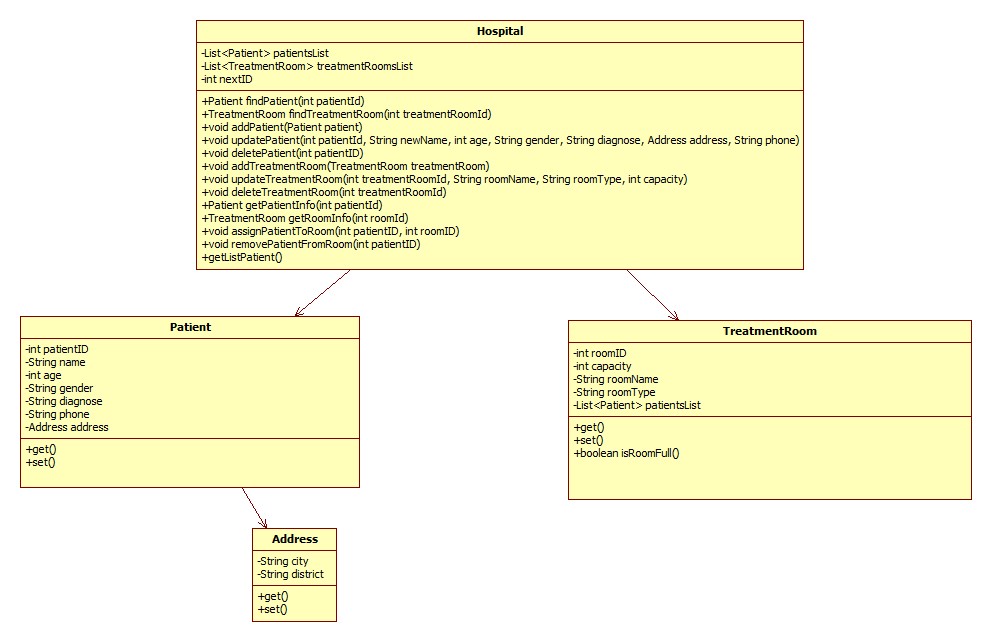 Hospital
-List<Patient> patientsList
-List<TreatmentRoom> treatmentRoomsList
-int nextID
+Patient findPatient(int patientId)
+TreatmentRoom findTreatmentRoom(int treatmentRoomId)
+void addPatient(Patient patient)
+void updatePatient(int patientId, String newName, int age, String gender, String diagnose, Address address, String phone)
+void deletePatient(int patientID)
+void addTreatmentRoom(TreatmentRoom treatmentRoom)
+void updateTreatmentRoom(int treatmentRoomId, String roomName, String roomType, int capacity)
+void deleteTreatmentRoom(int treatmentRoomId)
+Patient getPatientInfo(int patientId)
+TreatmentRoom getRoomInfo(int roomId)
+void assignPatientToRoom(int patientID, int roomID)
+void removePatientFromRoom(int patientID)
+getListPatient()
Patient
-int patientID
-String name
-int age
-String gender
-String diagnose
-String phone
-Address address
+get()
+set()
TreatmentRoom
-int roomID
-int capacity
-String roomName
-String roomType
-List<Patient> patientsList
+get()
+set()
+boolean isRoomFull()
Address
-String city
-String district
+get()
+set()